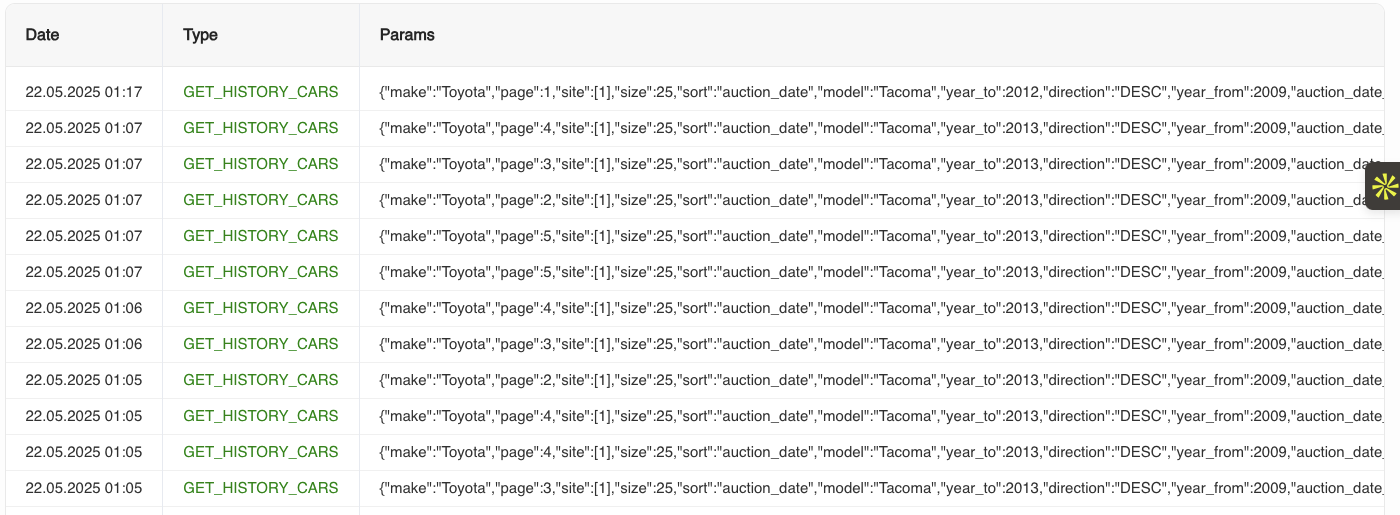 Date Type Params
22.05.2025 01:17 GET_HISTORY_CARS {"make":"Toyota","page":1,"site":[1],"size":25,"sort":"auction_date","model":"Tacoma","year_to":2012,"direction":"DESC","year_from":2009,"auction_date_
22.05.2025 01:07 GET_HISTORY_CARS {"make":"Toyota","page":4,"site":[1],"size":25,"sort":"auction_date","model":"Tacoma","year_to":2013,"direction":"DESC","year_from":2009,"auction_date_
22.05.2025 01:07 GET_HISTORY_CARS {"make":"Toyota","page":3,"site":[1],"size":25,"sort":"auction_date","model":"Tacoma","year_to":2013,"direction":"DESC","year_from":2009,"auction_date_
22.05.2025 01:07 GET_HISTORY_CARS {"make":"Toyota","page":2,"site":[1],"size":25,"sort":"auction_date","model":"Tacoma","year_to":2013,"direction":"DESC","year_from":2009,"auction_da
22.05.2025 01:07 GET_HISTORY_CARS {"make":"Toyota","page":5,"site":[1],"size":25,"sort":"auction_date","model":"Tacoma","year_to":2013,"direction":"DESC","year_from":2009,"auction_date_
22.05.2025 01:07 GET_HISTORY_CARS {"make":"Toyota","page":5,"site":[1],"size":25,"sort":"auction_date","model":"Tacoma","year_to":2013,"direction":"DESC","year_from":2009,"auction_date_
22.05.2025 01:06 GET_HISTORY_CARS {"make":"Toyota","page":4,"site":[1],"size":25,"sort":"auction_date","model":"Tacoma","year_to":2013,"direction":"DESC","year_from":2009,"auction_date_
22.05.2025 01:06 GET_HISTORY_CARS {"make":"Toyota","page":3,"site":[1],"size":25,"sort":"auction_date","model":"Tacoma","year_to":2013,"direction":"DESC","year_from":2009,"auction_date_
22.05.2025 01:05 GET_HISTORY_CARS {"make":"Toyota","page":2,"site":[1],"size":25,"sort":"auction_date","model":"Tacoma","year_to":2013,"direction":"DESC","year_from":2009,"auction_date_
22.05.2025 01:05 GET_HISTORY_CARS {"make":"Toyota","page":4,"site":[1],"size":25,"sort":"auction_date","model":"Tacoma","year_to":2013,"direction":"DESC","year_from":2009,"auction_date_
22.05.2025 01:05 GET_HISTORY_CARS {"make":"Toyota","page":4,"site":[1],"size":25,"sort":"auction_date","model":"Tacoma","year_to":2013,"direction":"DESC","year_from":2009,"auction_date_
22.05.2025 01:05 GET_HISTORY_CARS {"make":"Toyota","page":3,"site":[1],"size":25,"sort":"auction_date","model":"Tacoma","year_to":2013,"direction":"DESC","year_from":2009,"auction_date_